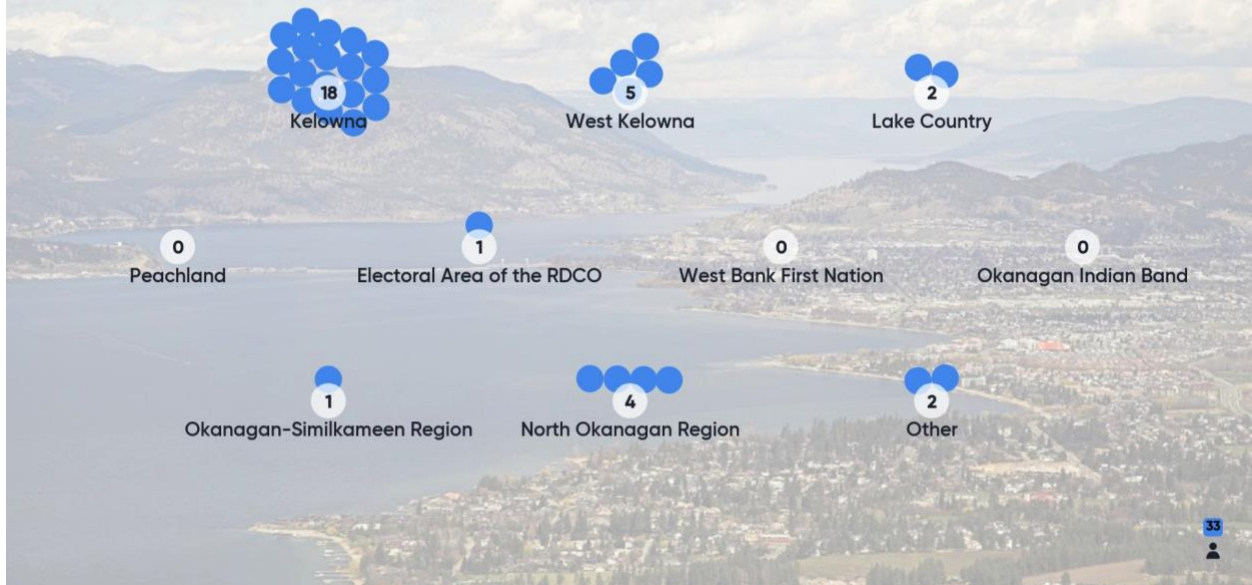 18
Kelowna
5
West Kelowna
2
Lake Country
0
Peachland
1
Electoral Area of the RDCO
0
West Bank First Nation
0
Okanagan Indian Band
1
Okanagan-Similkameen Region
4
North Okanagan Region
2
Other
33